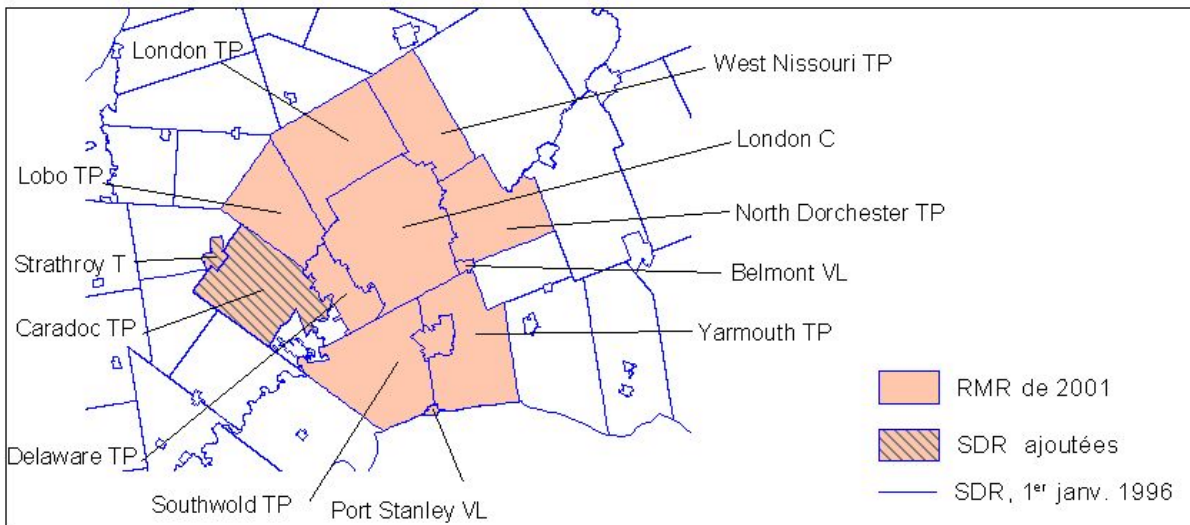 London TP
West Nissouri TP
London C
Lobo TP
North Dorchester TP
Strathroy T
Belmont VL
Caradoc TP
Yarmouth TP
RMR de 2001
SDR ajoutées
Delaware TP
SDR, 1er janv. 1996
Southwold TP
Port Stanley VL